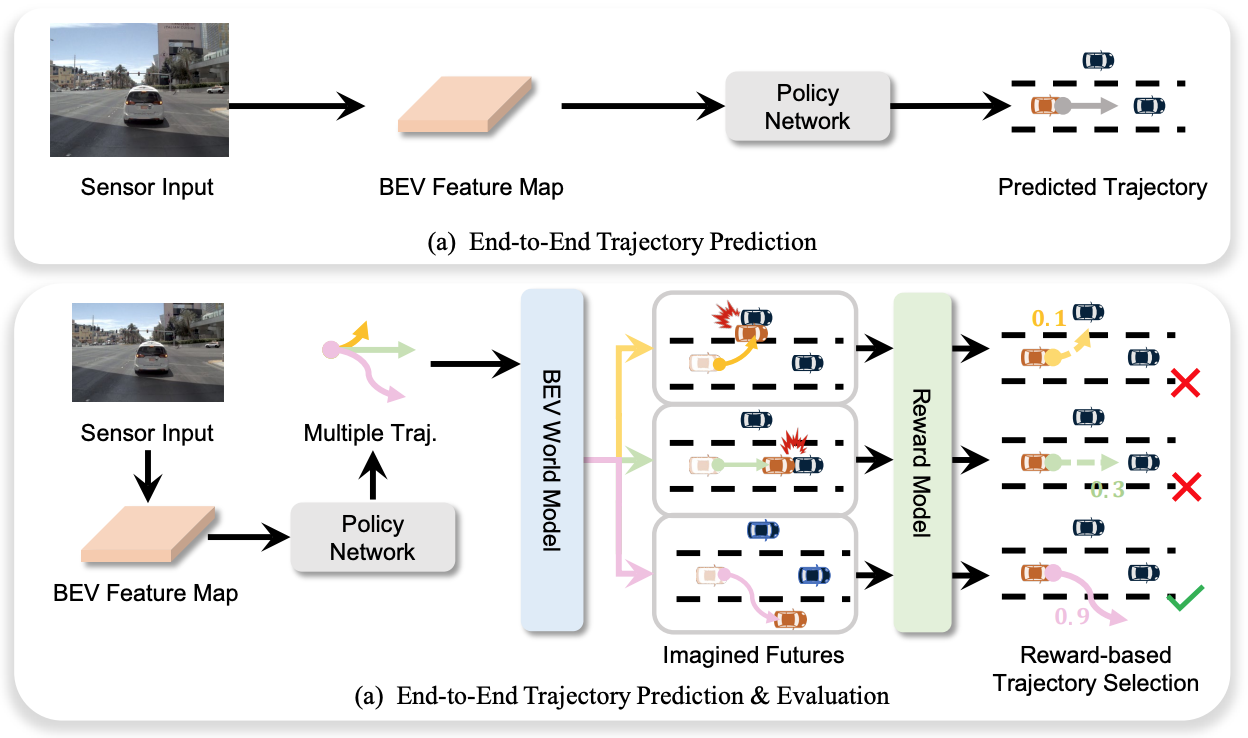 Sensor Input
BEV Feature Map
Policy
Network
Predicted Trajectory
(a) End-to-End Trajectory Prediction
Sensor Input
BEV Feature Map
Policy
Network
Multiple Traj.
BEV World Model
Imagined Futures
Reward Model
0.1
0.3
0.9
Reward-based
Trajectory Selection
(a) End-to-End Trajectory Prediction & Evaluation